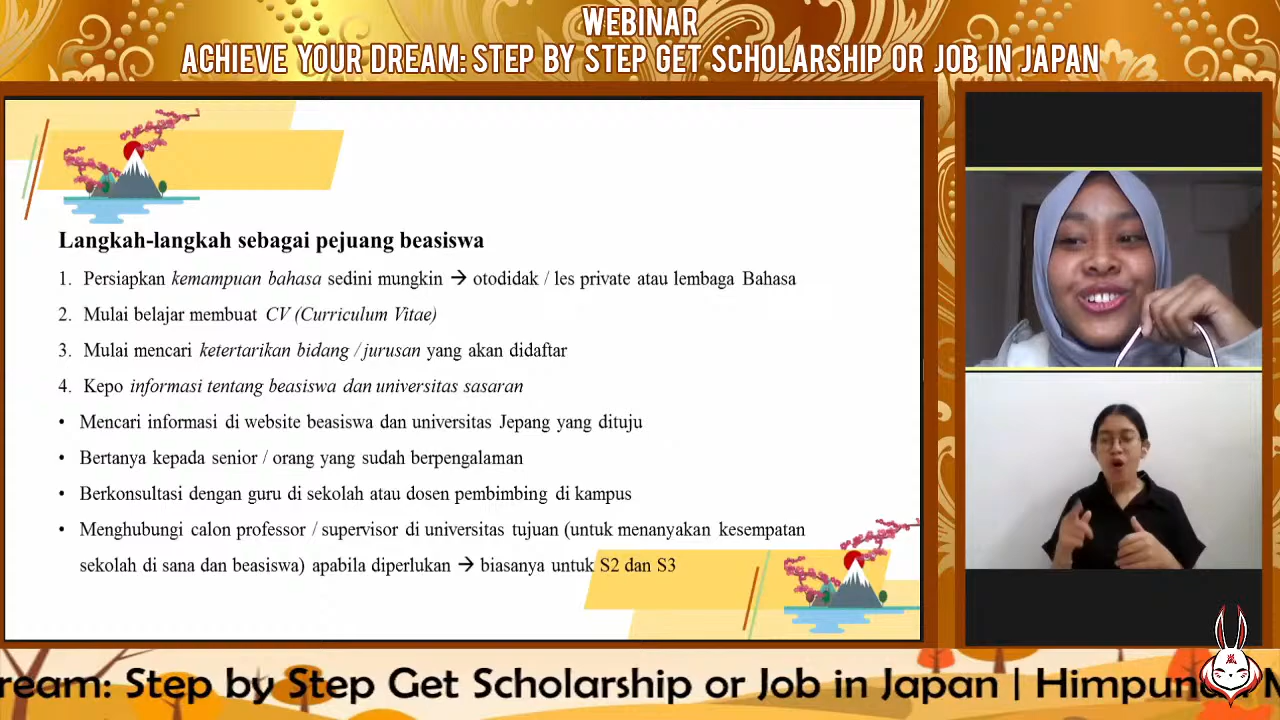 WEBINAR
ACHIEVE YOUR DREAM: STEP BY STEP GET SCHOLARSHIP OR JOB IN JAPAN
Langkah-langkah sebagai pejuang beasiswa
1. Persiapkan kemampuan bahasa sedini mungkin → otodidak / les private atau lembaga Bahasa
2. Mulai belajar membuat CV (Curriculum Vitae)
3. Mulai mencari ketertarikan bidang / jurusan yang akan didaftar
4. Kepo informasi tentang beasiswa dan universitas sasaran
• Mencari informasi di website beasiswa dan universitas Jepang yang dituju
• Bertanya kepada senior / orang yang sudah berpengalaman
• Berkonsultasi dengan guru di sekolah atau dosen pembimbing di kampus
• Menghubungi calon professor / supervisor di universitas tujuan (untuk menanyakan kesempatan
sekolah di sana dan beasiswa) apabila diperlukan → biasanya untuk S2 dan S3
ream: Step by Step Get Scholarship or Job in Japan | Himpun